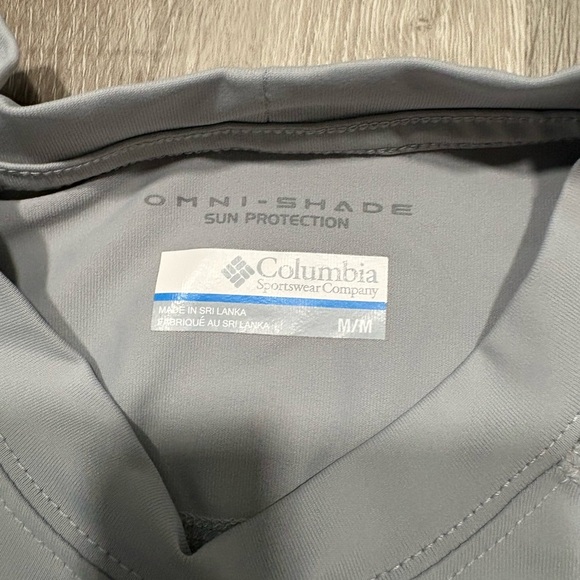 OMNI-SHADE
SUN PROTECTION
Columbia
Sportswear Company
MADE IN SRI LANKA
FABRIQUÉ AU SRI LANKA
M/M